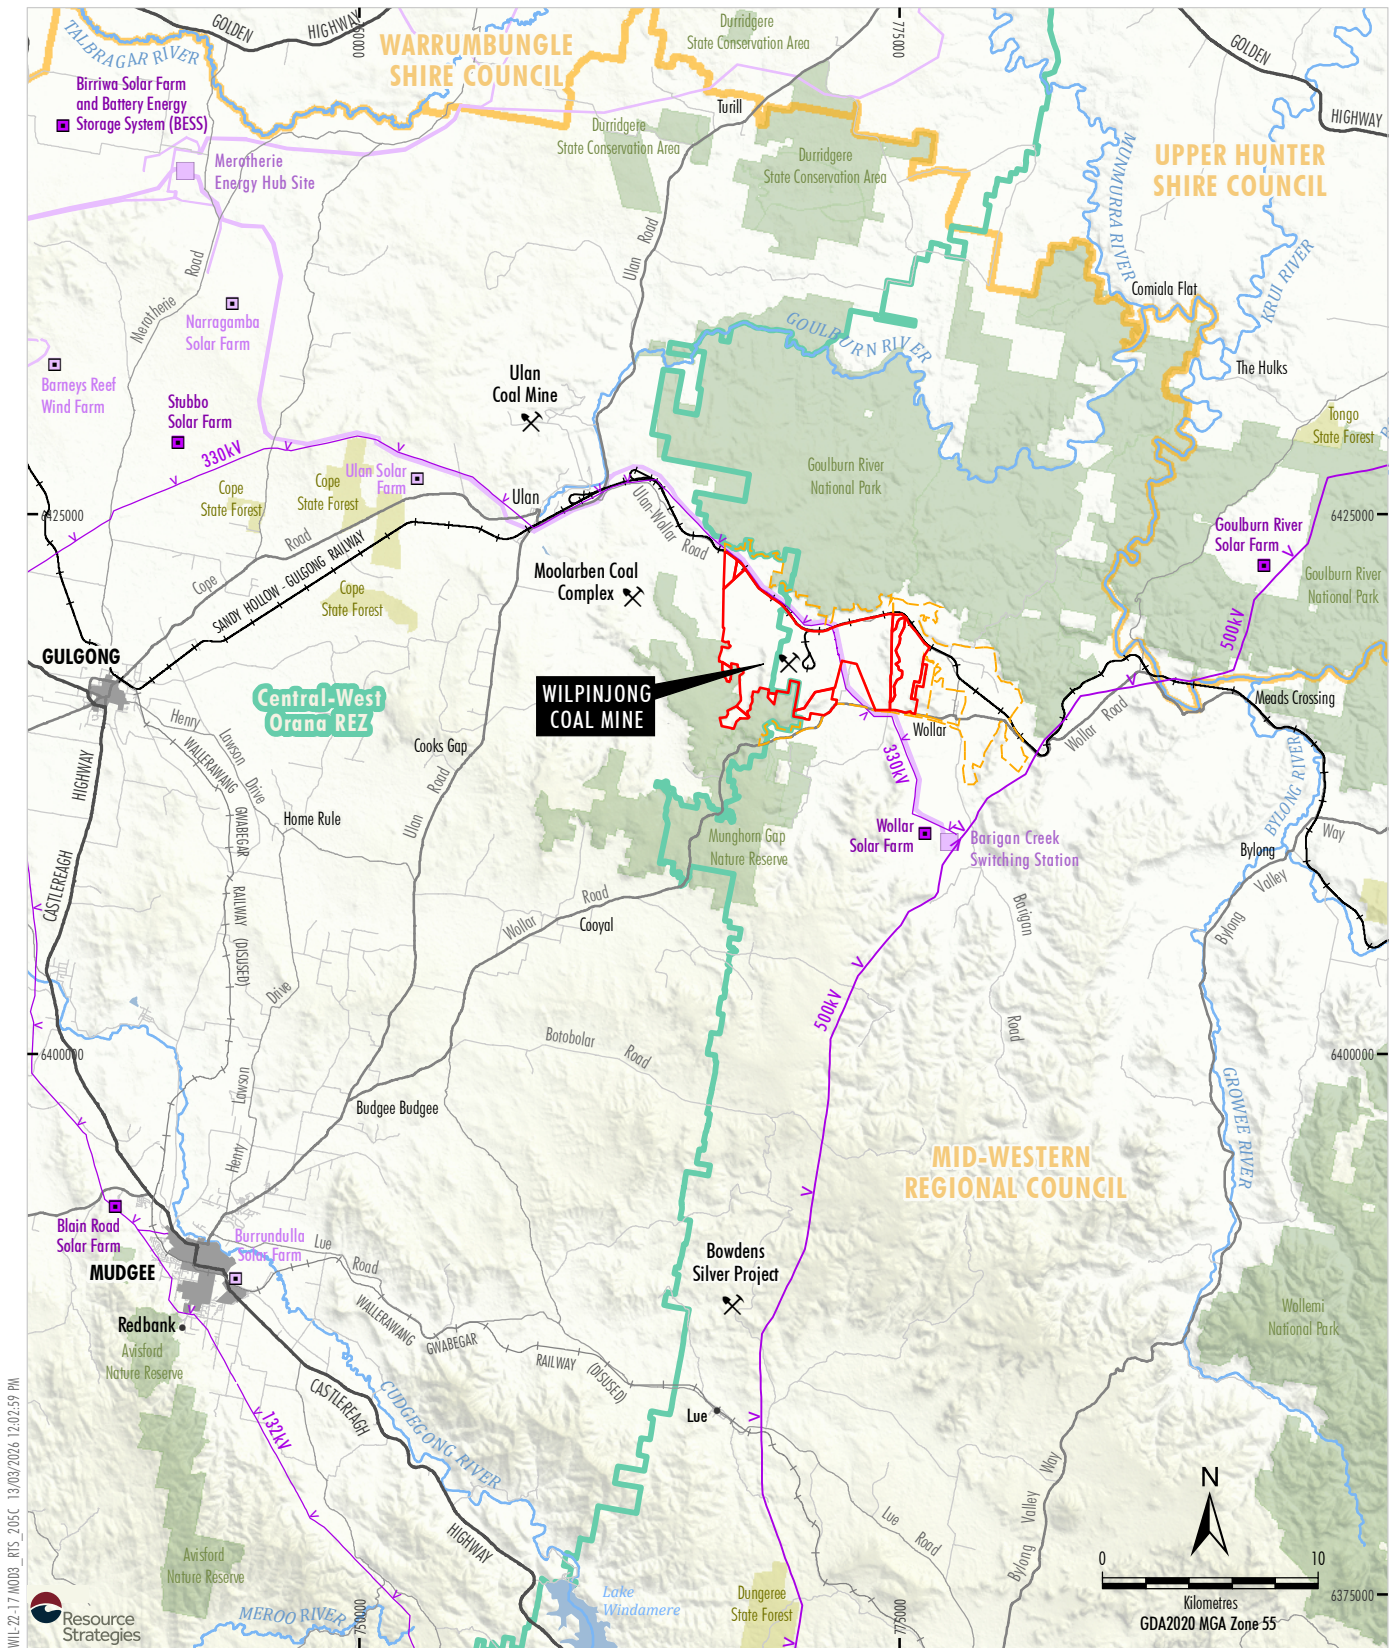 GOLDEN
HIGHWAY
750000
WARRUMBUNGLE
SHIRE COUNCIL
Durridgere
State Conservation Area
775000
GOLDEN
HIGHWAY
TALBRAGAR RIVER
Birriwa Solar Farm
and Battery Energy
Storage System (BESS)
Turill
Durridgere
State Conservation Area
Durridgere
State Conservation Area
MUNMURRA RIVER
UPPER HUNTER
SHIRE COUNCIL
Merotherie
Energy Hub Site
Ulan Road
Merotherie Road
KRUI RIVER
Comiala Flat
Narragamba
Solar Farm
GOULBURN RIVER
Barneys Reef
Wind Farm
Ulan
Coal Mine
The Hulks
Stubbo
Solar Farm
Tongo
State Forest
330kV
Ulan Solar
Farm
Cope
State Forest
Cope
State Forest
Goulburn River
National Park
Ulan
6425000
6425000
Ulan-Wollar Road
Goulburn River
Solar Farm
Cope Road
SANDY HOLLOW - GULGONG RAILWAY
Moolarben Coal
Complex
Cope
State Forest
Goulburn River
National Park
500kV
GULGONG
WILPINJONG
COAL MINE
Central-West
Orana REZ
Meads Crossing
Henry Lawson Drive
WALLERAWANG GWABEGAR RAILWAY (DISUSED)
Wollar
Wollar Road
Cooks Gap
HIGHWAY
330kV
Ulan Road
BYLONG RIVER
Home Rule
Wollar
Solar Farm
Munghorn Gap
Nature Reserve
Barigan Creek
Switching Station
Way
Bylong
Valley
CASTLEREAGH
Wollar Road
Cooyal
Barigan
Bylong
Drive
500kV
Road
Botobolar Road
6400000
6400000
Lawson
GROWEE RIVER
Budgee Budgee
Henry
MID-WESTERN
REGIONAL COUNCIL
Blain Road
Solar Farm
Burrundulla
Solar Farm
Lue Road
Bowdens
Silver Project
MUDGEE
WALLERAWANG GWABEGAR RAILWAY (DISUSED)
Wollemi
National Park
Redbank
Avisford
Nature Reserve
CASTLEREAGH
CUDGEGONG RIVER
132kV
Lue
Bylong Valley Way
N
Lue Road
HIGHWAY
Avisford
Nature Reserve
0
10
Kilometres
GDA2020 MGA Zone 55
Lake
Windamere
Dungeree
State Forest
6375000
MEROO RIVER
750000
775000
Resource
Strategies
WIL-22-17 MOD3_RTS_205C 13/03/2026 12:02:59 PM